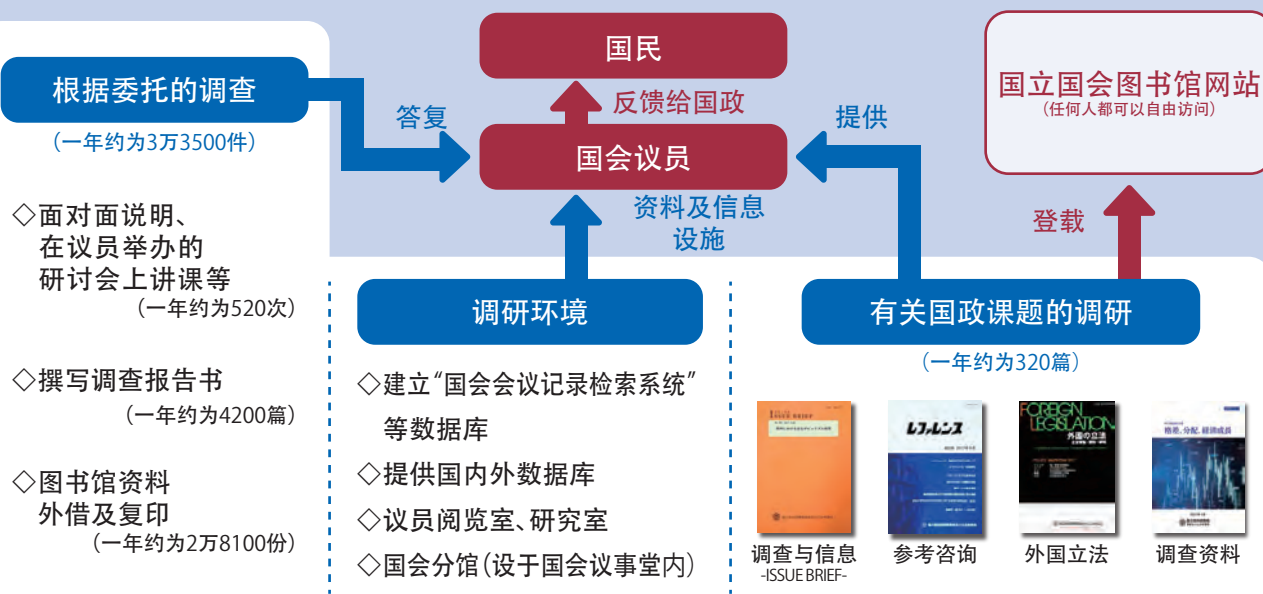 国民
反馈给国政
国会议员
国立国会图书馆网站
(任何人都可以自由访问)
根据委托的调查
(一年约为3万3500件)
答复
提供
资料及信息
设施
登载
◇面对面说明、
在议员举办的
研讨会上讲课等
(一年约为520次)
◇撰写调查报告书
(一年约为4200篇)
◇图书馆资料
外借及复印
(一年约为2万8100份)
调研环境
◇建立“国会会议记录检索系统”
等数据库
◇提供国内外数据库
◇议员阅览室、研究室
◇国会分馆(设于国会议事堂内)
有关国政课题的调研
(一年约为320篇)
ISSUE BRIEF
调查与信息
-ISSUE BRIEF-
レファレンス
参考咨询
FOREIGN
LEGISLATION
外国の立法
外国立法
格差、分配、経済成長
调查资料